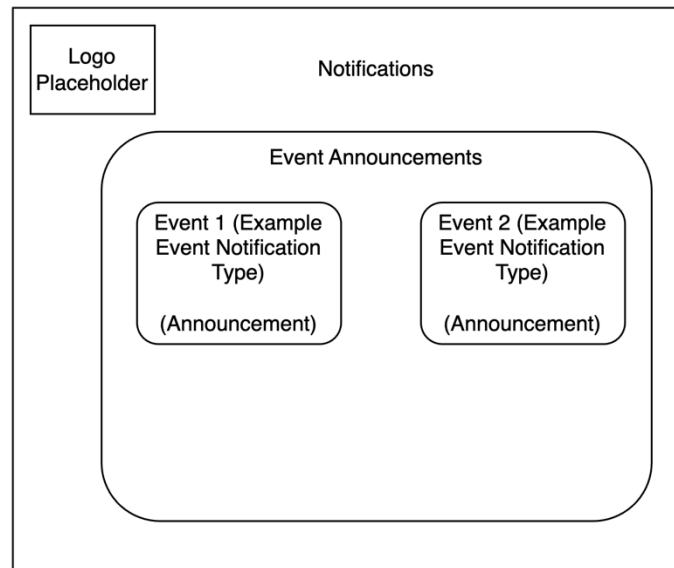 Logo
Placeholder
Notifications
Event Announcements
Event 1 (Example
Event Notification
Type)
(Announcement)
Event 2 (Example
Event Notification
Type)
(Announcement)